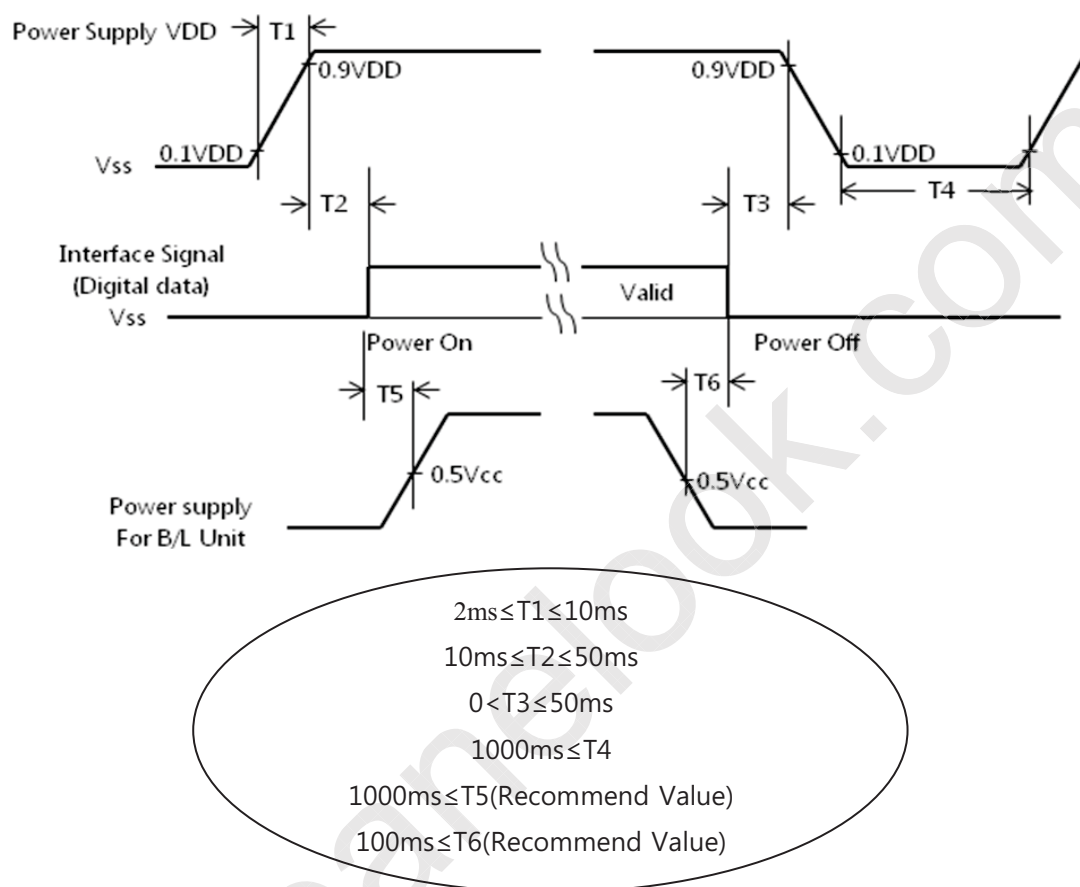 Power Supply VDD
T1
0.9VDD
0.9VDD
Vss
0.1VDD
0.1VDD
T2
T3
T4
Interface Signal
(Digital data)
Vss
Valid
Power On
Power Off
T5
T6
0.5Vcc
0.5Vcc
Power supply
For B/L Unit
2ms≤T1≤10ms
10ms≤T2≤50ms
0<T3≤50ms
1000ms≤T4
1000ms≤T5(Recommend Value)
100ms≤T6(Recommend Value)
anelook.com